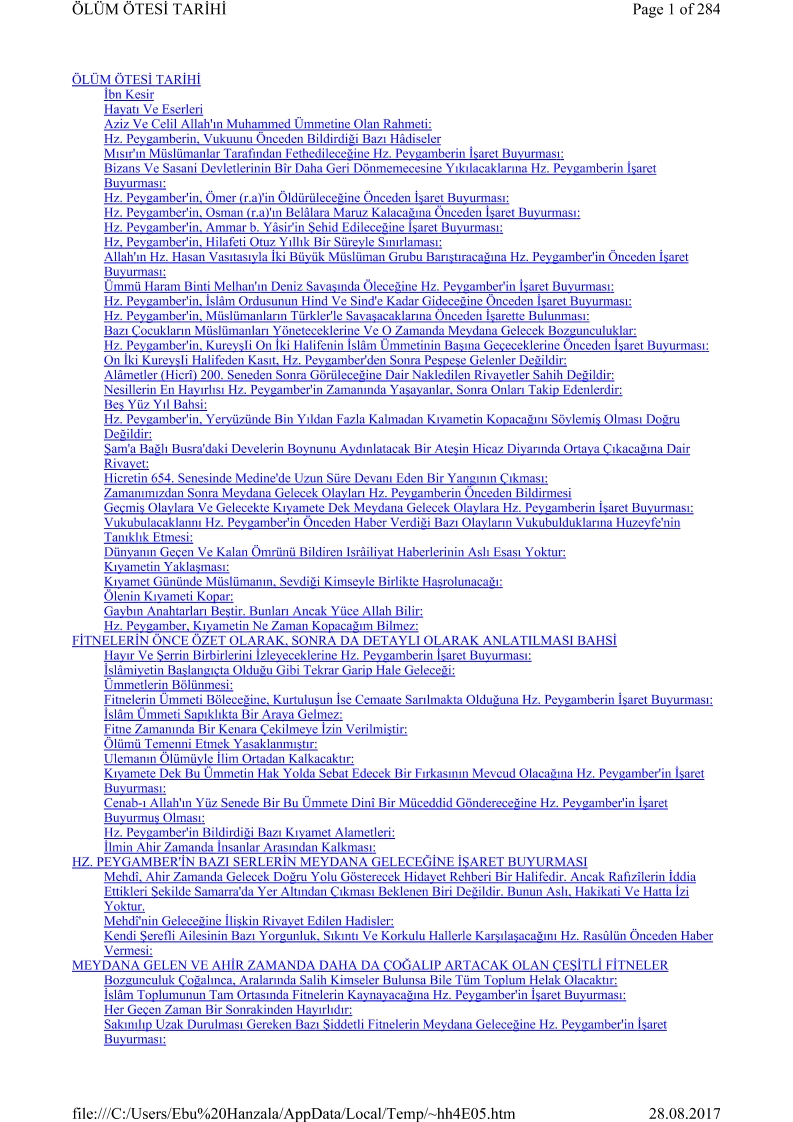 ÖLÜM ÖTESİ TARİHİ Page 1 of 284
ÖLÜM ÖTESİ TARİHİ
İbn Kesir
Hayatı Ve Eserleri
Aziz Ve Celil Allah'ın Muhammed Ümmetine Olan Rahmeti:
Hz. Peygamberin, Vukuunu Önceden Bildirdiği Bazı Hâdiseler
Mısır'ın Müslümanlar Tarafından Fethedileceğine Hz. Peygamberin İşaret Buyurması:
Bizans Ve Sasani Devletlerinin Bîr Daha Geri Dönmemecesine Yıkılacaklarına Hz. Peygamberin İşaret
Buyurması:
Hz. Peygamber'in, Ömer (r.a)'in Öldürüleceğine Önceden İşaret Buyurması:
Hz. Peygamber'in, Osman (r.a)'ın Belâlara Maruz Kalacağına Önceden İşaret Buyurması:
Hz. Peygamber'in, Ammar b. Yâsir'in Şehid Edileceğine İşaret Buyurması:
Hz, Peygamber'in, Hilafeti Otuz Yıllık Bir Süreyle Sınırlaması:
Allah'ın Hz. Hasan Vasıtasıyla İki Büyük Müslüman Grubu Barıştıracağına Hz. Peygamber'in Önceden İşaret
Buyurması:
Ümmü Haram Binti Melhan'ın Deniz Savaşında Öleceğine Hz. Peygamber'in İşaret Buyurması:
Hz. Peygamber'in, İslâm Ordusunun Hind Ve Sind'e Kadar Gideceğine Önceden İşaret Buyurması:
Hz. Peygamber'in, Müslümanların Türkler'le Savaşacaklarına Önceden İşarette Bulunması:
Bazı Çocukların Müslümanları Yöneteceklerine Ve O Zamanda Meydana Gelecek Bozgunculuklar:
Hz. Peygamber'in, KureyşIi On İki Halifenin İslâm Ümmetinin Başına Geçeceklerine Önceden İşaret Buyurması:
On İki KureyşIi Halifeden Kasıt, Hz. Peygamber'den Sonra Peşpeşe Gelenler Değildir:
Alâmetler (Hicrî) 200. Seneden Sonra Görüleceğine Dair Nakledilen Rivayetler Sahih Değildir:
Nesillerin En Hayırlısı Hz. Peygamber'in Zamanında Yaşayanlar, Sonra Onları Takip Edenlerdir:
Beş Yüz Yıl Bahsi:
Hz. Peygamber'in, Yeryüzünde Bin Yıldan Fazla Kalmadan Kıyametin Kopacağını Söylemiş Olması Doğru
Değildir:
Şam'a Bağlı Busra'daki Develerin Boynunu Aydınlatacak Bir Ateşin Hicaz Diyarında Ortaya Çıkacağına Dair
Rivayet:
Hicretin 654. Senesinde Medine'de Uzun Süre Devanı Eden Bir Yangının Çıkması:
Zamanımızdan Sonra Meydana Gelecek Olayları Hz. Peygamberin Önceden Bildirmesi
Geçmiş Olaylara Ve Gelecekte Kıyamete Dek Meydana Gelecek Olaylara Hz. Peygamberin İşaret Buyurması:
Vukubulacaklannı Hz. Peygamber'in Önceden Haber Verdiği Bazı Olayların Vukubulduklarına Huzeyfe'nin
Tanıklık Etmesi:
Dünyanın Geçen Ve Kalan Ömrünü Bildiren Isrâiliyat Haberlerinin Aslı Esası Yoktur:
Kıyametin Yaklaşması:
Kıyamet Gününde Müslümanın, Sevdiği Kimseyle Birlikte Haşrolunacağı:
Ölenin Kıyameti Kopar:
Gaybın Anahtarları Beştir. Bunları Ancak Yüce Allah Bilir:
Hz. Peygamber, Kıyametin Ne Zaman Kopacağım Bilmez:
FİTNELERİN ÖNCE ÖZET OLARAK, SONRA DA DETAYLI OLARAK ANLATILMASI BAHSİ
Hayır Ve Şerrin Birbirlerini İzleyeceklerine Hz. Peygamberin İşaret Buyurması:
İslâmiyetin Başlangıçta Olduğu Gibi Tekrar Garip Hale Geleceği:
Ümmetlerin Bölünmesi:
Fitnelerin Ümmeti Böleceğine, Kurtuluşun İse Cemaate Sarılmakta Olduğuna Hz. Peygamberin İşaret Buyurması:
İslâm Ümmeti Sapıklıkta Bir Araya Gelmez:
Fitne Zamanında Bir Kenara Çekilmeye İzin Verilmiştir:
Ölümü Temenni Etmek Yasaklanmıştır:
Ulemanın Ölümüyle İlim Ortadan Kalkacaktır:
Kıyamete Dek Bu Ümmetin Hak Yolda Sebat Edecek Bir Fırkasının Mevcud Olacağına Hz. Peygamber'in İşaret
Buyurması:
Cenab-ı Allah'ın Yüz Senede Bir Bu Ümmete Dinî Bir Müceddid Göndereceğine Hz. Peygamber'in İşaret
Buyurmuş Olması:
Hz. Peygamber'in Bildirdiği Bazı Kıyamet Alametleri:
İlmin Ahir Zamanda İnsanlar Arasından Kalkması:
HZ. PEYGAMBER'İN BAZI SERLERİN MEYDANA GELECEĞİNE İŞARET BUYURMASI
Mehdî, Ahir Zamanda Gelecek Doğru Yolu Gösterecek Hidayet Rehberi Bir Halifedir. Ancak Rafızîlerin İddia
Ettikleri Şekilde Samarra'da Yer Altından Çıkması Beklenen Biri Değildir. Bunun Aslı, Hakikati Ve Hatta İzi
Yoktur.
Mehdî'nin Geleceğine İlişkin Rivayet Edilen Hadisler:
Kendi Şerefli Ailesinin Bazı Yorgunluk, Sıkıntı Ve Korkulu Hallerle Karşılaşacağını Hz. Rasûlün Önceden Haber
Vermesi:
MEYDANA GELEN VE AHİR ZAMANDA DAHA DA ÇOĞALIP ARTACAK OLAN ÇEŞİTLİ FİTNELER
Bozgunculuk Çoğalınca, Aralarında Salih Kimseler Bulunsa Bile Tüm Toplum Helak Olacaktır:
İslâm Toplumunun Tam Ortasında Fitnelerin Kaynayacağına Hz. Peygamber'in İşaret Buyurması:
Her Geçen Zaman Bir Sonrakinden Hayırlıdır:
Sakınılıp Uzak Durulması Gereken Bazı Şiddetli Fitnelerin Meydana Geleceğine Hz. Peygamber'in İşaret
Buyurması:
file:///C:/Users/Ebu%20Hanzala/AppData/Local/Temp/~hh4E05.htm 28.08.2017